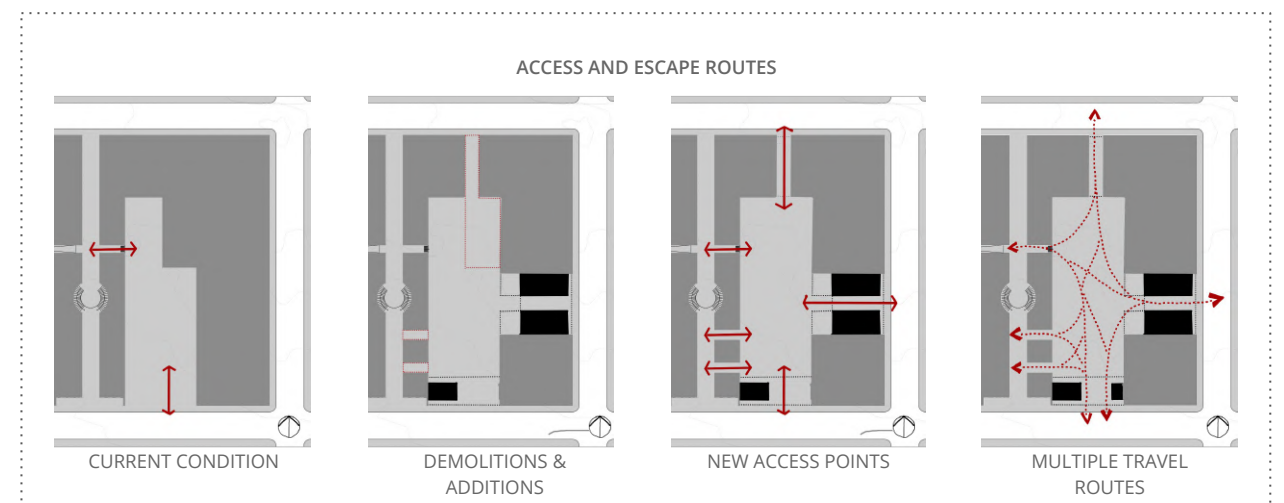 ACCESS AND ESCAPE ROUTES
CURRENT CONDITION
DEMOLITIONS &
ADDITIONS
NEW ACCESS POINTS
MULTIPLE TRAVEL
ROUTES